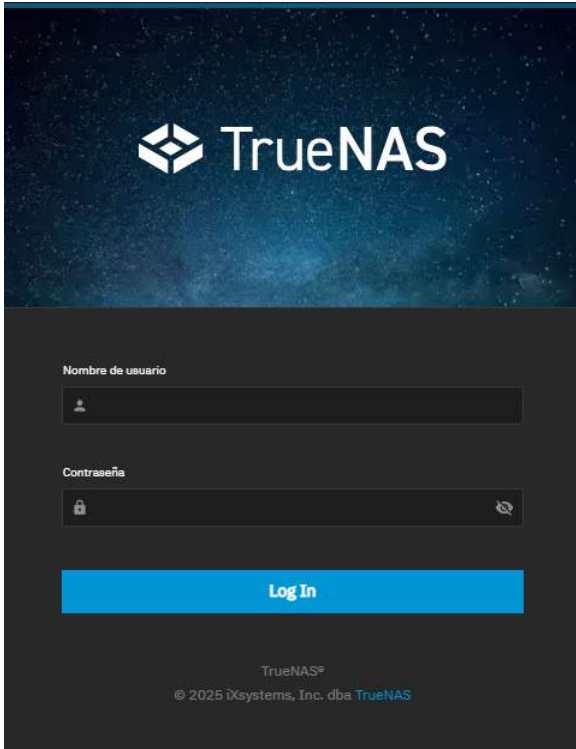 TrueNAS
Nombre de usuario
Contraseña
Log In
TrueNAS®
© 2025 iXsystems, Inc. dba TrueNAS